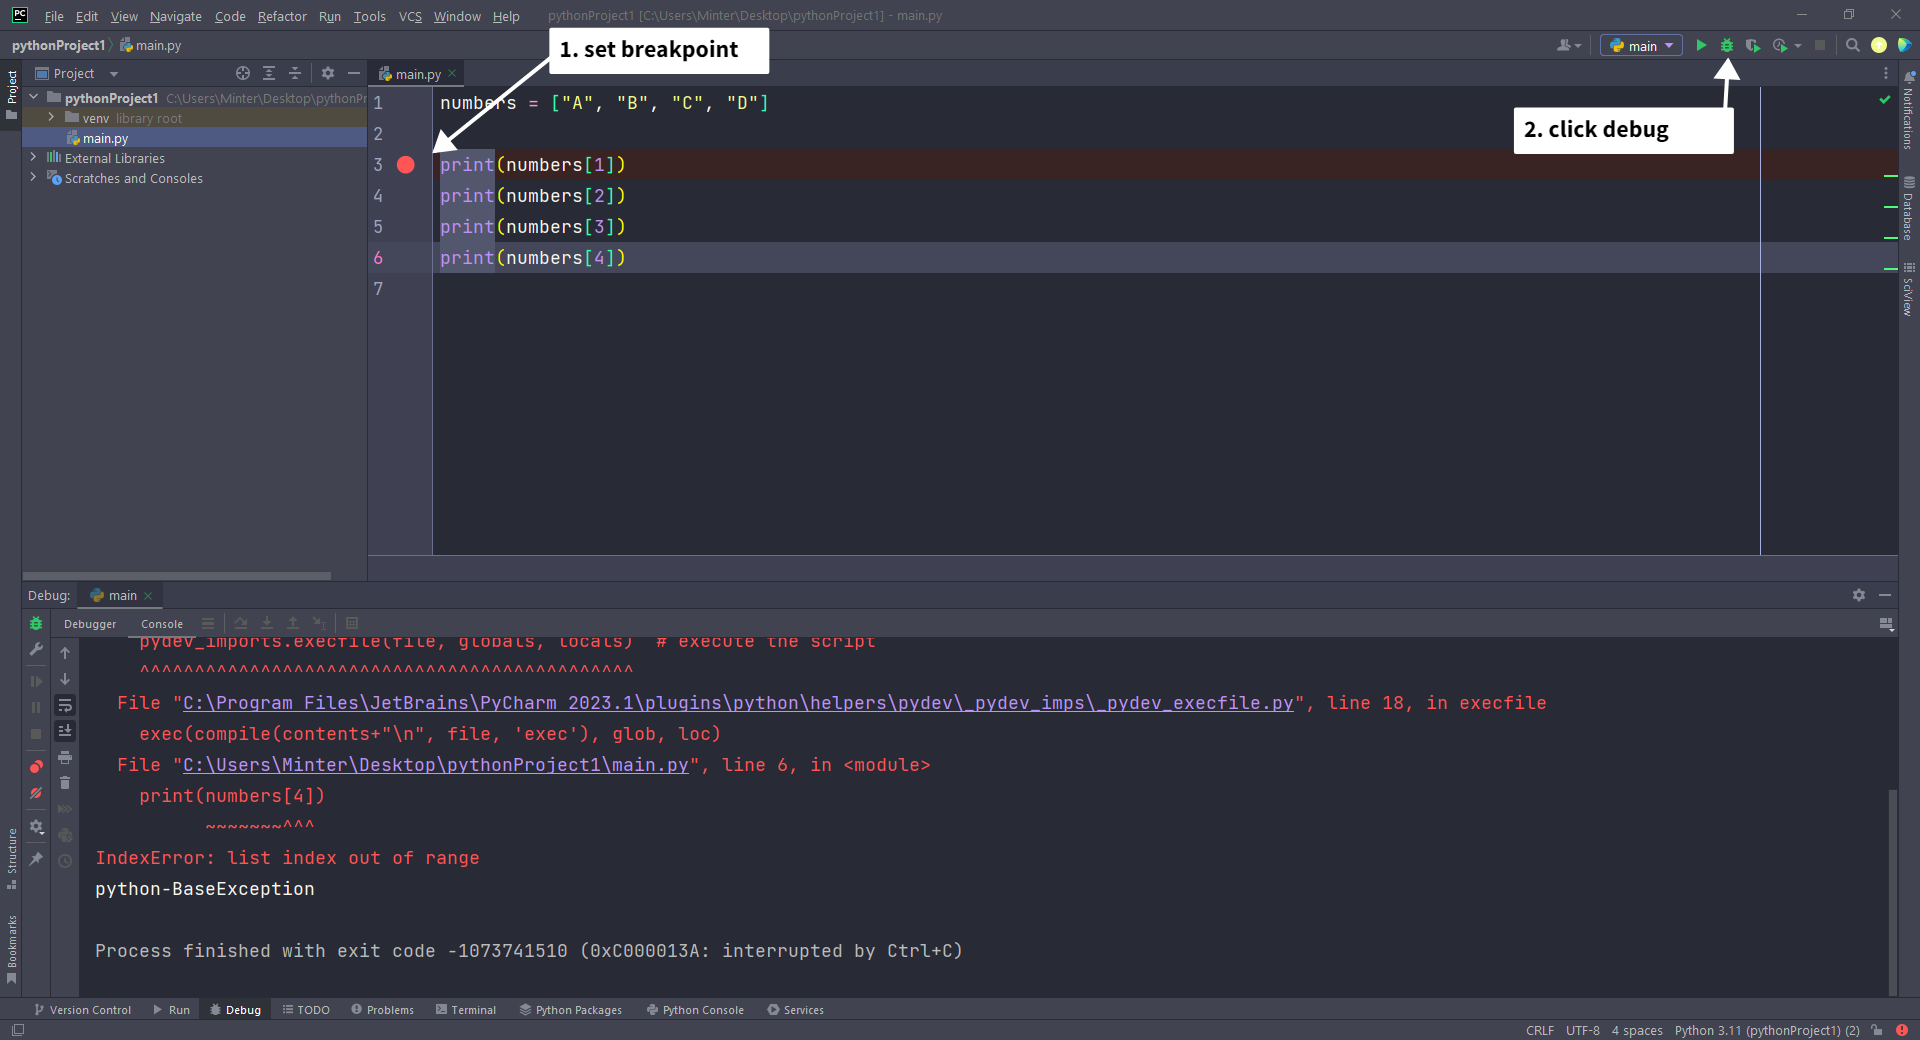 PC File Edit View Navigate Code Refactor Run Tools VCS Window Help pythonProject1 [C:\Users\Minter\Desktop\pythonProject1] - main.py
pythonProject1 main.py
main
1. set breakpoint
2. click debug
Project
Project
main.py
pythonProject1 C:\Users\Minter\Desktop\pythonPr
venv library root
main.py
External Libraries
Scratches and Consoles
1 numbers = ["A", "B", "C", "D"]
2
3 print(numbers[1])
4 print(numbers[2])
5 print(numbers[3])
6 print(numbers[4])
7
Notifications
Database
SciView
Debug: main
Debugger Console
pydev_imports.execfile(file, globals, locals)  # execute the script
^^^^^^^^^^^^^^^^^^^^^^^^^^^^^^^^^^^^^^^^^^^^^
File "C:\Program Files\JetBrains\PyCharm 2023.1\plugins\python\helpers\pydev\_pydev_imps\_pydev_execfile.py", line 18, in execfile
exec(compile(contents+"\n", file, 'exec'), glob, loc)
File "C:\Users\Minter\Desktop\pythonProject1\main.py", line 6, in <module>
print(numbers[4])
~~~~~~~^^^
IndexError: list index out of range
python-BaseException
Process finished with exit code -1073741510 (0xC000013A: interrupted by Ctrl+C)
Structure
Bookmarks
Version Control Run Debug TODO Problems Terminal Python Packages Python Console Services
CRLF UTF-8 4 spaces Python 3.11 (pythonProject1) (2)